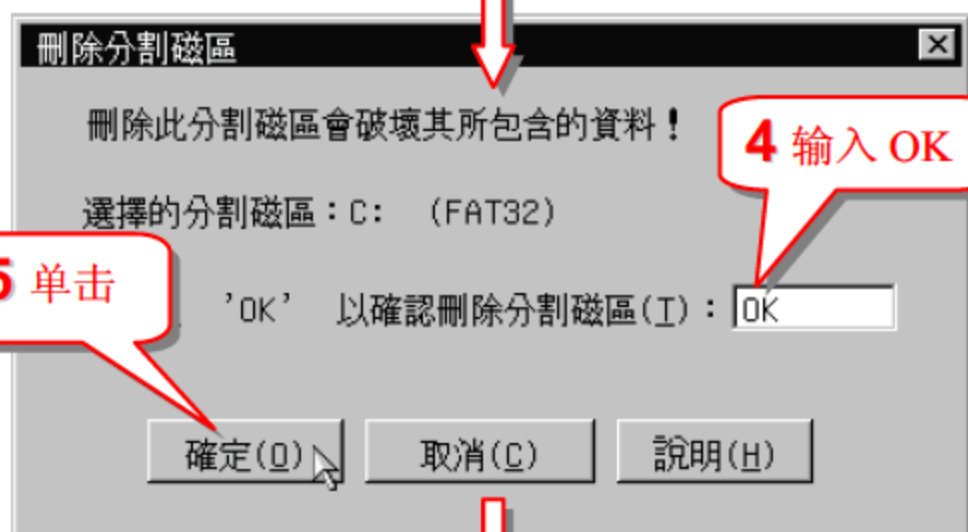 刪除分割磁區
刪除此分割磁區會破壞其所包含的資料！
4 输入 OK
選擇的分割磁區：C: (FAT32)
5 单击
'OK' 以確認刪除分割磁區(T)：OK
確定(O) 取消(C) 說明(H)